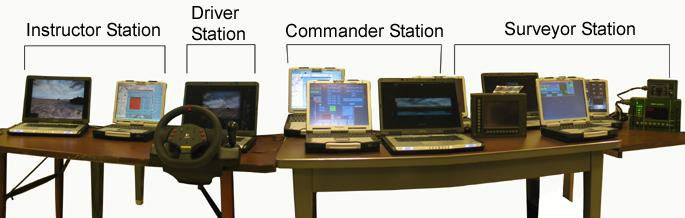 Instructor Station
Driver
Station
Commander Station
Surveyor Station